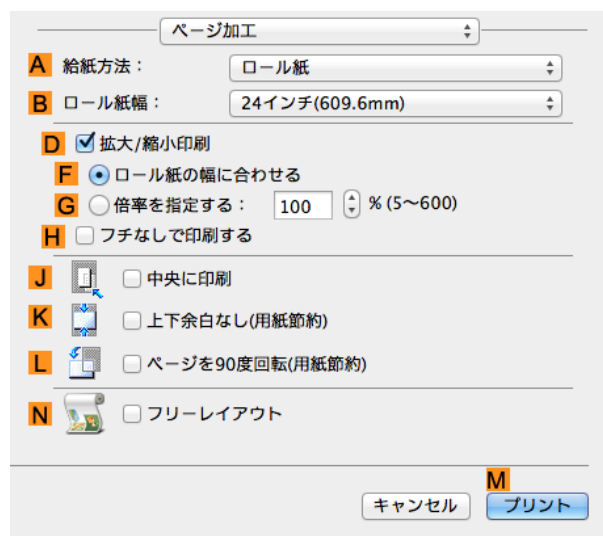 ページ加工
A 給紙方法： ロール紙
B ロール紙幅： 24インチ(609.6mm)
D 拡大/縮小印刷
F ロール紙の幅に合わせる
G 倍率を指定する： 100 % (5〜600)
H フチなしで印刷する
J 中央に印刷
K 上下余白なし(用紙節約)
L ページを90度回転(用紙節約)
N フリーレイアウト
M
キャンセル プリント